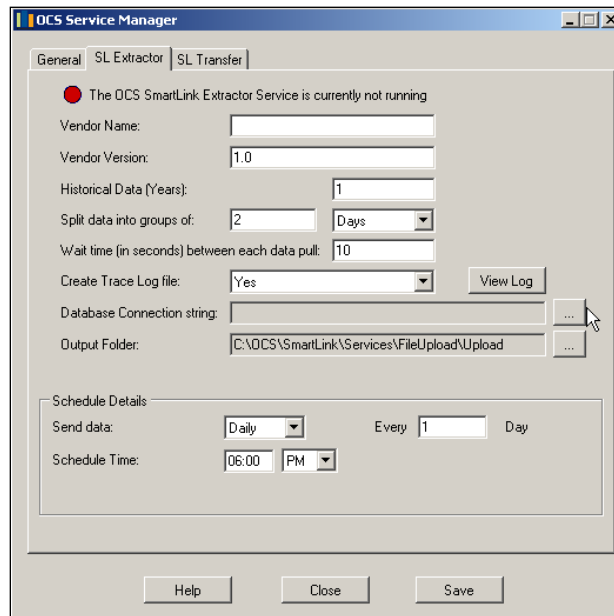 OCS Service Manager
General SL Extractor SL Transfer
The OCS SmartLink Extractor Service is currently not running
Vendor Name:
Vendor Version: 1.0
Historical Data (Years): 1
Split data into groups of: 2 Days
Wait time (in seconds) between each data pull: 10
Create Trace Log file: Yes View Log
Database Connection string: ...
Output Folder: C:\OCS\SmartLink\Services\FileUpload\Upload ...
Schedule Details
Send data: Daily Every 1 Day
Schedule Time: 06:00 PM
Help Close Save